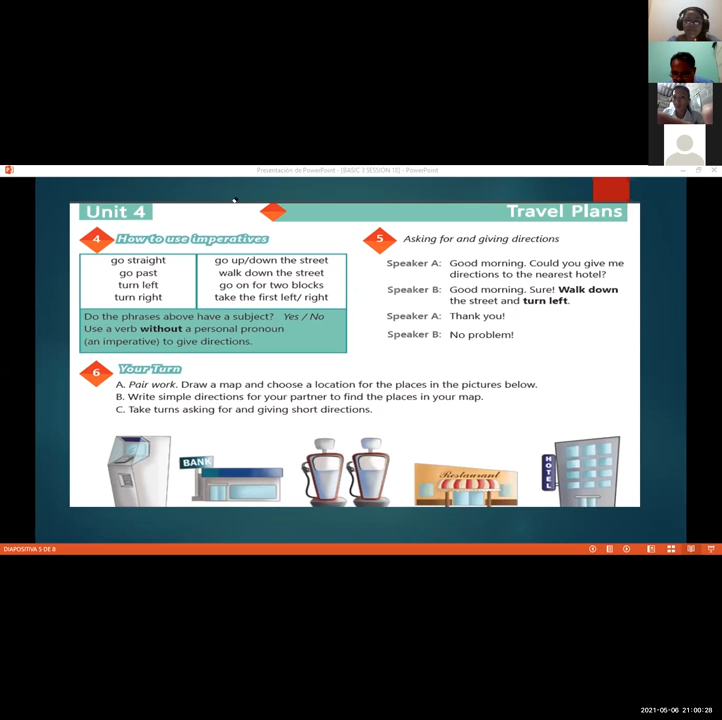 Presentación de PowerPoint - [BASIC 3 SESSION 18] - PowerPoint
Unit 4
Travel Plans
4 How to use imperatives
go straight
go past
turn left
turn right
go up/down the street
walk down the street
go on for two blocks
take the first left/ right
Do the phrases above have a subject? Yes / No
Use a verb without a personal pronoun
(an imperative) to give directions.
5 Asking for and giving directions
Speaker A: Good morning. Could you give me
directions to the nearest hotel?
Speaker B: Good morning. Sure! Walk down
the street and turn left.
Speaker A: Thank you!
Speaker B: No problem!
6 Your Turn
A. Pair work. Draw a map and choose a location for the places in the pictures below.
B. Write simple directions for your partner to find the places in your map.
C. Take turns asking for and giving short directions.
BANK
Restaurant
HOTEL
DIAPOSITIVA 5 DE 8
2021-05-06 21:00:28